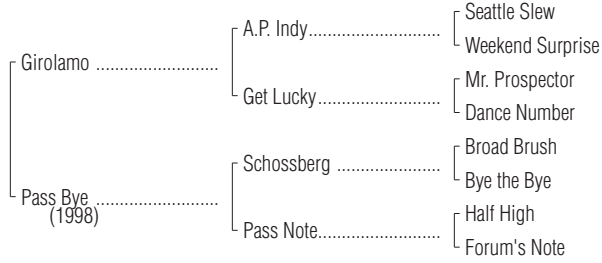 Seattle Slew
A.P. Indy..............................
Weekend Surprise
Girolamo ..............................
Mr. Prospector
Get Lucky..............................
Dance Number
Broad Brush
Schossberg .........................
Bye the Bye
Pass Bye ..............................
(1998)
Half High
Pass Note..............................
Forum's Note